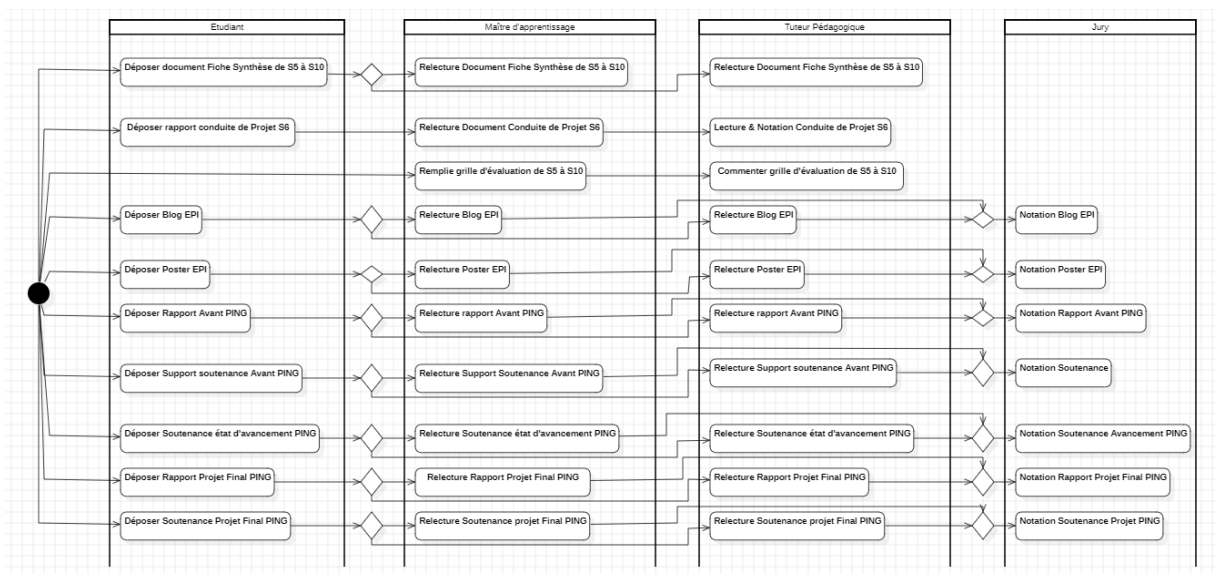 Etudiant
Maître d'apprentissage
Tuteur Pédagogique
Jury
Déposer document Fiche Synthèse de S5 à S10
Relecture Document Fiche Synthèse de S5 à S10
Relecture Document Fiche Synthèse de S5 à S10
Déposer rapport conduite de Projet S6
Relecture Document Conduite de Projet S6
Lecture & Notation Conduite de Projet S6
Remplie grille d'évaluation de S5 à S10
Commenter grille d'évaluation de S5 à S10
Déposer Blog EPI
Relecture Blog EPI
Relecture Blog EPI
Notation Blog EPI
Déposer Poster EPI
Relecture Poster EPI
Relecture Poster EPI
Notation Poster EPI
Déposer Rapport Avant PING
Relecture rapport Avant PING
Relecture rapport Avant PING
Notation Rapport Avant PING
Déposer Support soutenance Avant PING
Relecture Support Soutenance Avant PING
Relecture Support soutenance Avant PING
Notation Soutenance
Déposer Soutenance état d'avancement PING
Relecture Soutenance état d'avancement PING
Relecture Soutenance état d'avancement PING
Notation Soutenance Avancement PING
Déposer Rapport Projet Final PING
Relecture Rapport Projet Final PING
Relecture Rapport Projet Final PING
Notation Rapport Projet Final PING
Déposer Soutenance Projet Final PING
Relecture Soutenance projet Final PING
Relecture Soutenance projet Final PING
Notation Soutenance Projet PING